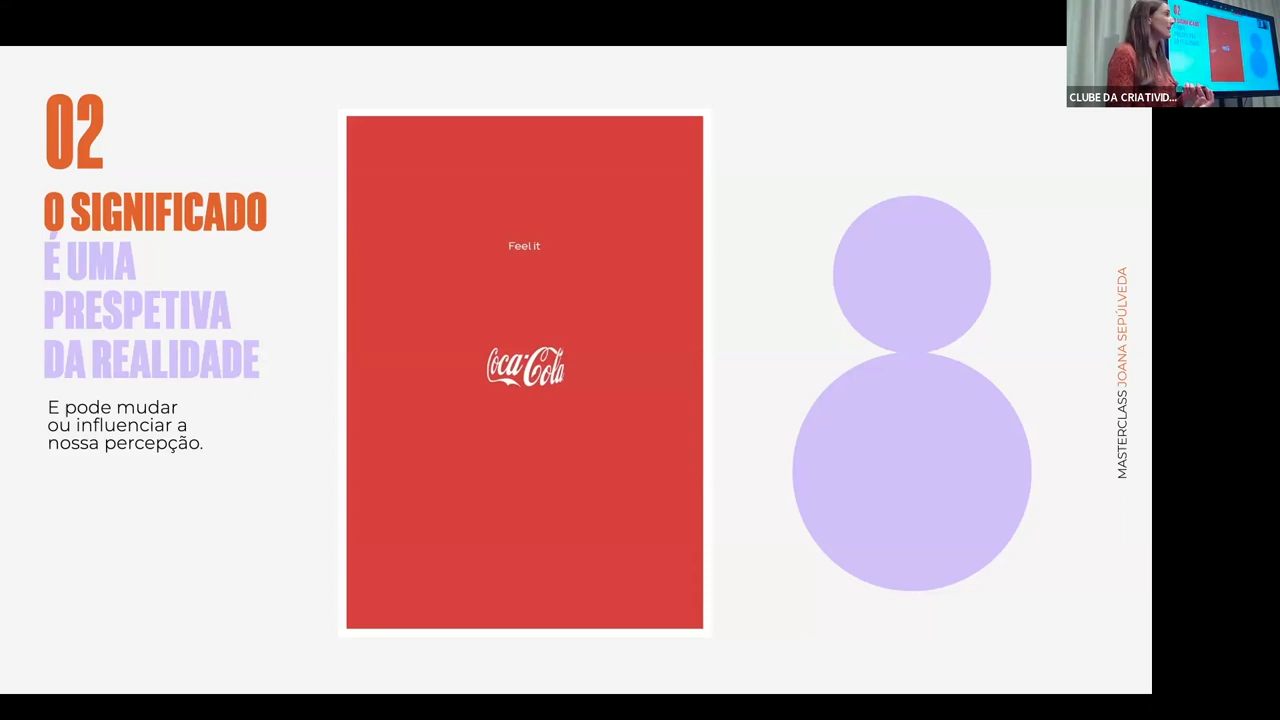 02
O SIGNIFICADO
É UMA
PRESPETIVA
DA REALIDADE
E pode mudar
ou influenciar a
nossa percepção.
Feel it
Coca-Cola
MASTERCLASS JOANA SEPÚLVEDA
CLUBE DA CRIATIVID...
02